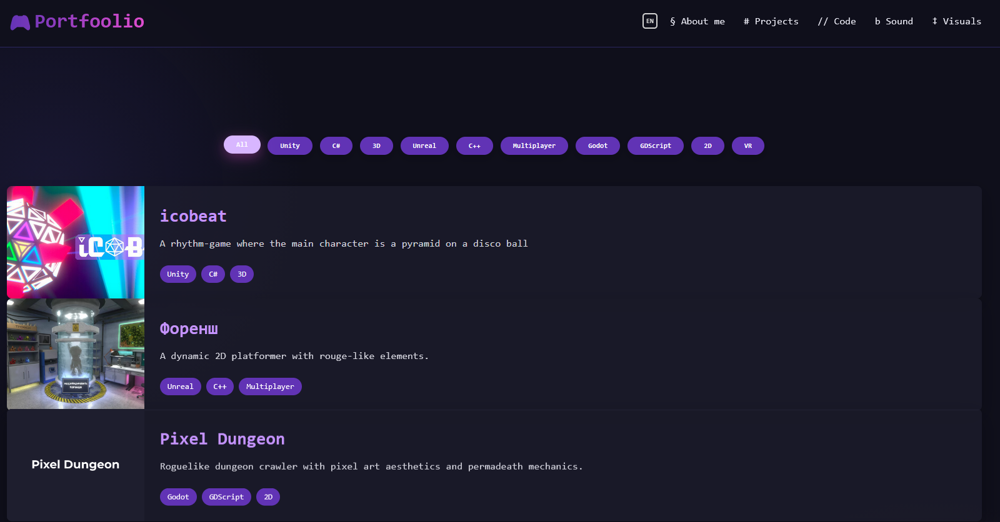 Portfoolio
EN § About me # Projects // Code b Sound ‡ Visuals
All Unity C# 3D Unreal C++ Multiplayer Godot GDScript 2D VR
iCOB
icobeat
A rhythm-game where the main character is a pyramid on a disco ball
Unity C# 3D
Форенш
A dynamic 2D platformer with rouge-like elements.
Unreal C++ Multiplayer
Pixel Dungeon
Pixel Dungeon
Roguelike dungeon crawler with pixel art aesthetics and permadeath mechanics.
Godot GDScript 2D